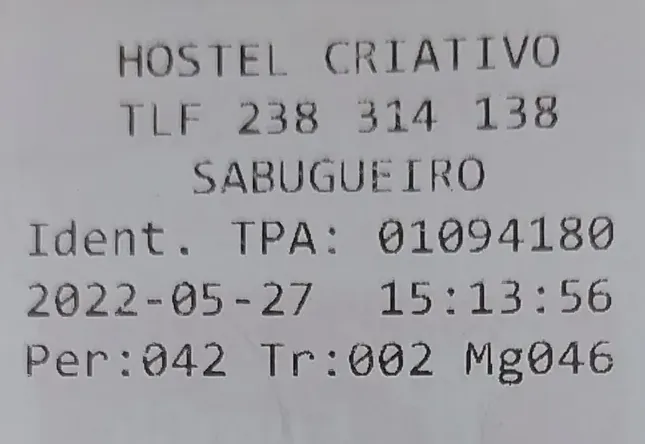 HOSTEL CRIATIVO
TLF 238 314 138
SABUGUEIRO
Ident. TPA: 01094180
2022-05-27 15:13:56
Per:042 Tr:002 Mg046